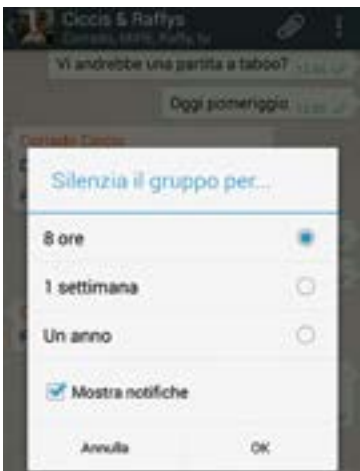 Ciccis & Raffys
Vi andrebbe una partita a taboo?
Oggi pomeriggio
Silenzia il gruppo per...
8 ore
1 settimana
Un anno
Mostra notifiche
Annulla
OK